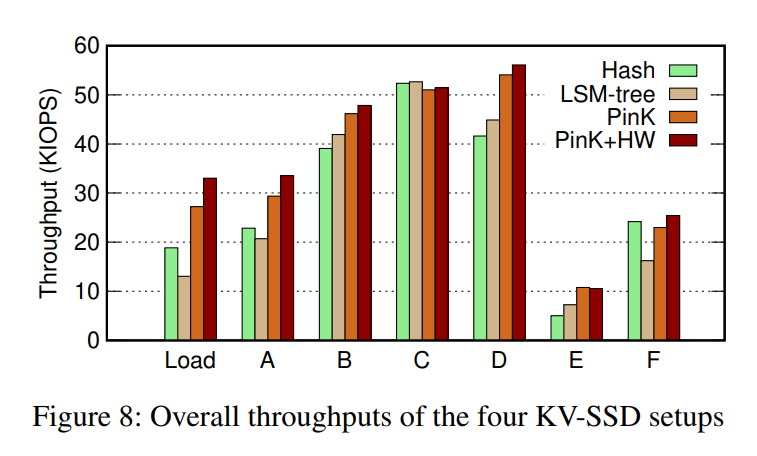 60
50
40
30
20
10
0
Throughput (KIOPS)
Hash
LSM-tree
PinK
PinK+HW
Load A B C D E F
Figure 8: Overall throughputs of the four KV-SSD setups